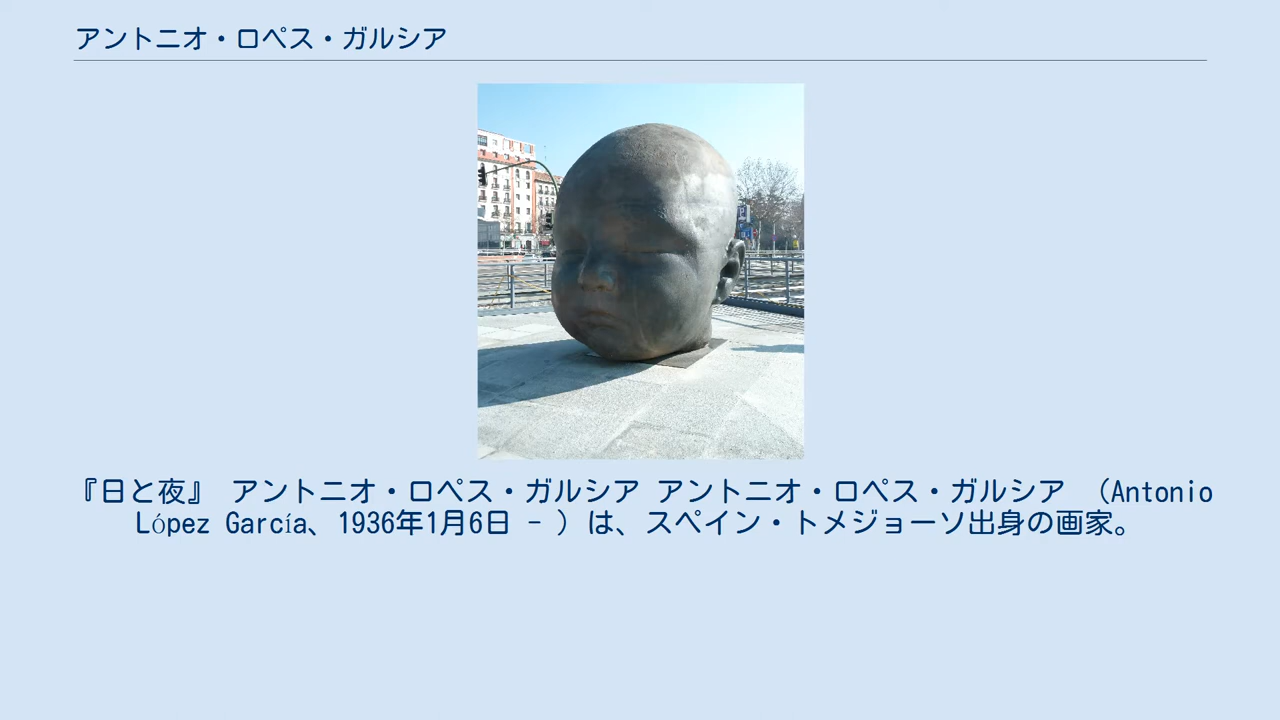 アントニオ・ロペス・ガルシア
『日と夜』 アントニオ・ロペス・ガルシア アントニオ・ロペス・ガルシア （Antonio
López García、1936年1月6日 - ）は、スペイン・トメジョーソ出身の画家。